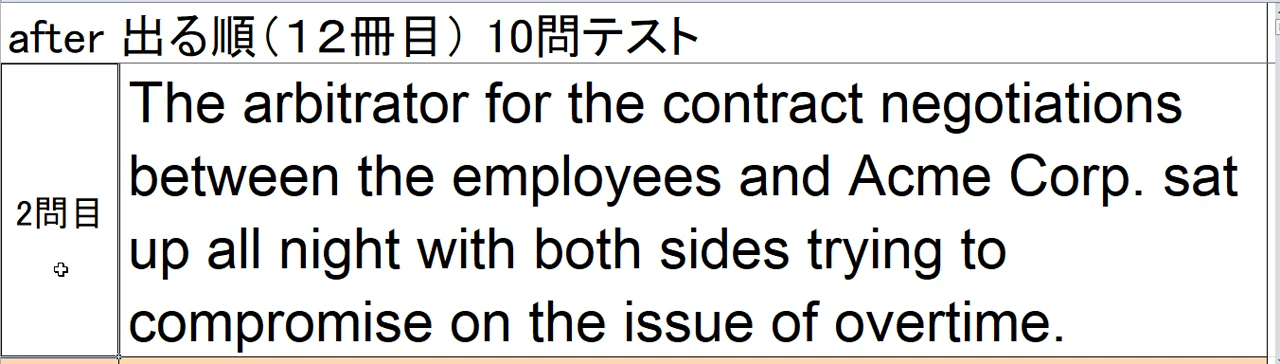 after 出る順（１２冊目） 10問テスト
The arbitrator for the contract negotiations
between the employees and Acme Corp. sat
2問目
up all night with both sides trying to
compromise on the issue of overtime.